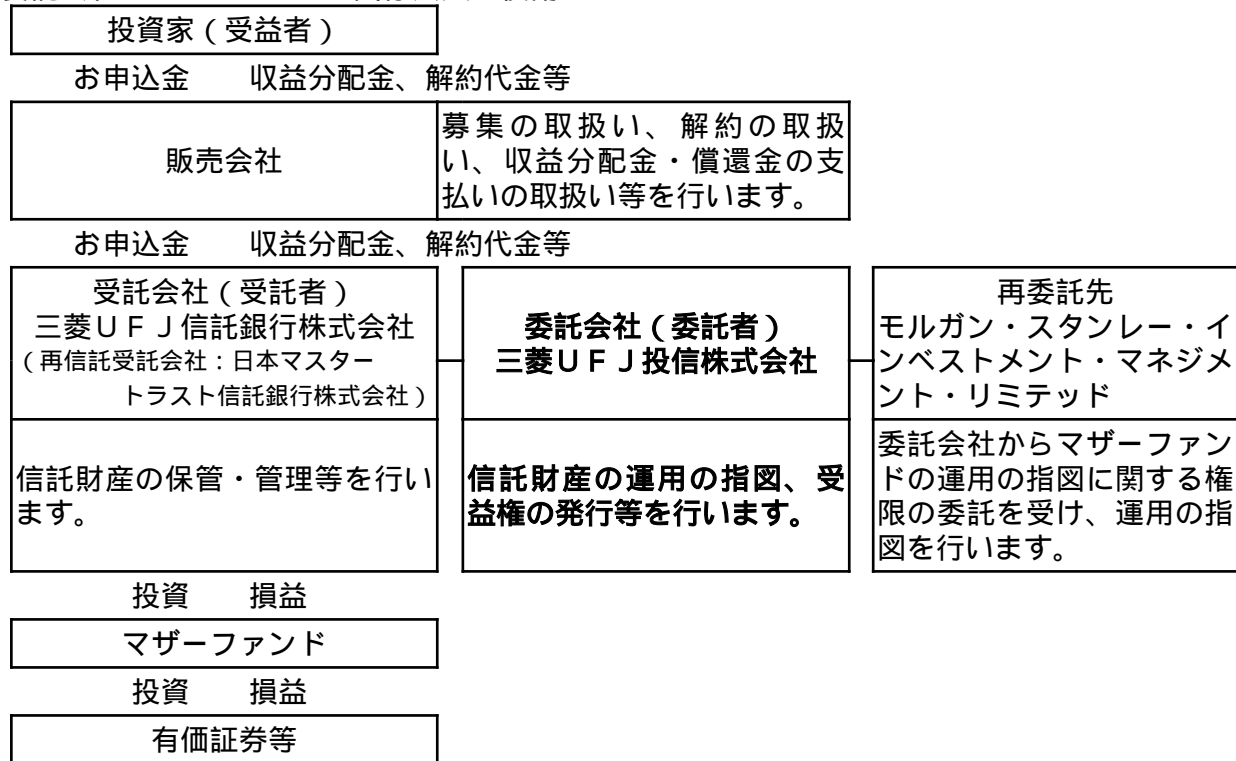 投資家（受益者）
お申込金　　収益分配金、解約代金等
販売会社
募集の取扱い、解約の取扱
い、収益分配金・償還金の支
払いの取扱い等を行います。
お申込金　　収益分配金、解約代金等
受託会社（受託者）
三菱ＵＦＪ信託銀行株式会社
（再信託受託会社：日本マスター
トラスト信託銀行株式会社）
委託会社（委託者）
三菱ＵＦＪ投信株式会社
再委託先
モルガン・スタンレー・イ
ンベストメント・マネジメ
ント・リミテッド
信託財産の保管・管理等を行い
ます。
信託財産の運用の指図、受
益権の発行等を行います。
委託会社からマザーファン
ドの運用の指図に関する権
限の委託を受け、運用の指
図を行います。
投資　　損益
マザーファンド
投資　　損益
有価証券等